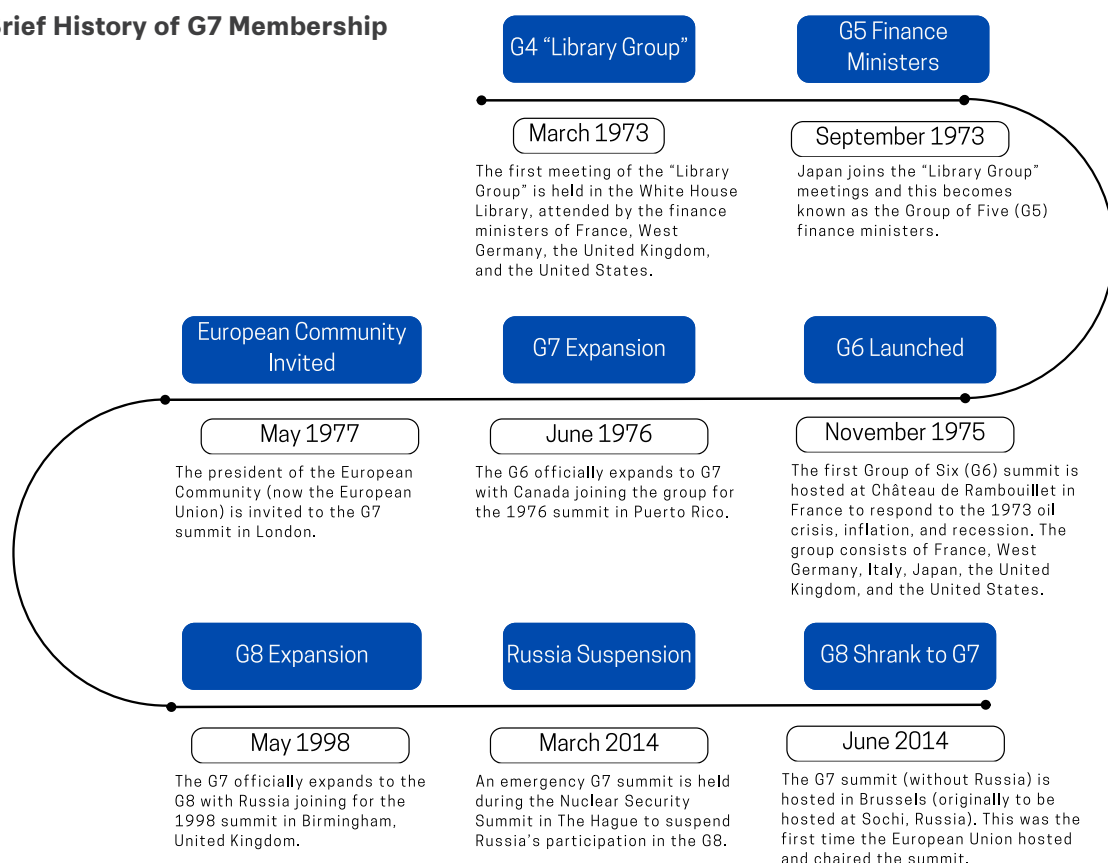 Brief History of G7 Membership
G4 “Library Group”
March 1973
The first meeting of the “Library
Group” is held in the White House
Library, attended by the finance
ministers of France, West
Germany, the United Kingdom,
and the United States.
G5 Finance
Ministers
September 1973
Japan joins the “Library Group”
meetings and this becomes
known as the Group of Five (G5)
finance ministers.
G6 Launched
November 1975
The first Group of Six (G6) summit is
hosted at Château de Rambouillet in
France to respond to the 1973 oil
crisis, inflation, and recession. The
group consists of France, West
Germany, Italy, Japan, the United
Kingdom, and the United States.
G7 Expansion
June 1976
The G6 officially expands to G7
with Canada joining the group for
the 1976 summit in Puerto Rico.
European Community
Invited
May 1977
The president of the European
Community (now the European
Union) is invited to the G7
summit in London.
G8 Expansion
May 1998
The G7 officially expands to the
G8 with Russia joining for the
1998 summit in Birmingham,
United Kingdom.
Russia Suspension
March 2014
An emergency G7 summit is held
during the Nuclear Security
Summit in The Hague to suspend
Russia’s participation in the G8.
G8 Shrank to G7
June 2014
The G7 summit (without Russia) is
hosted in Brussels (originally to be
hosted at Sochi, Russia). This was the
first time the European Union hosted
and chaired the summit.